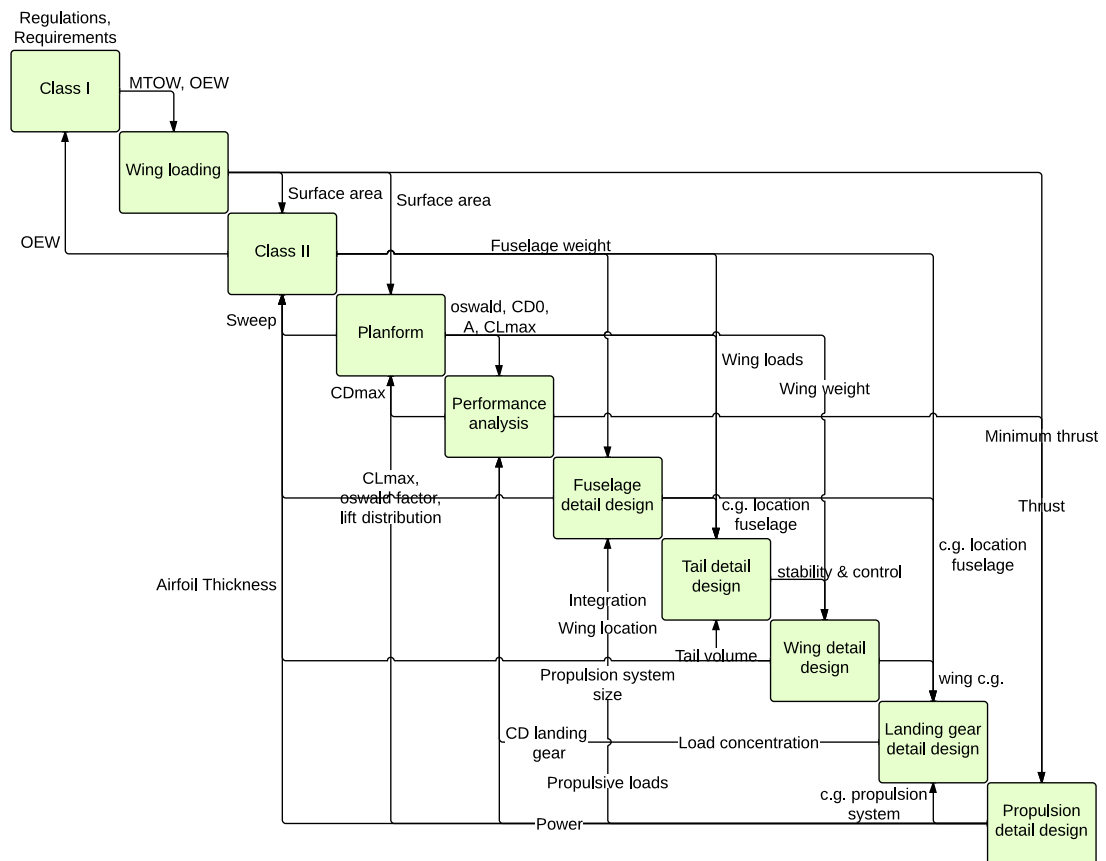 Regulations,
Requirements
Class I
MTOW, OEW
Wing loading
Surface area
Surface area
OEW
Class II
Fuselage weight
Sweep
oswald, CD0,
A, CLmax
Planform
Wing loads
Wing weight
CDmax
Performance
analysis
Minimum thrust
CLmax,
oswald factor,
lift distribution
Fuselage
detail design
c.g. location
fuselage
Thrust
c.g. location
fuselage
Airfoil Thickness
Tail detail
design
stability & control
Integration
Wing location
Tail volume
Wing detail
design
Propulsion system
size
wing c.g.
CD landing
gear
Load concentration
Landing gear
detail design
Propulsive loads
c.g. propulsion
system
Power
Propulsion
detail design